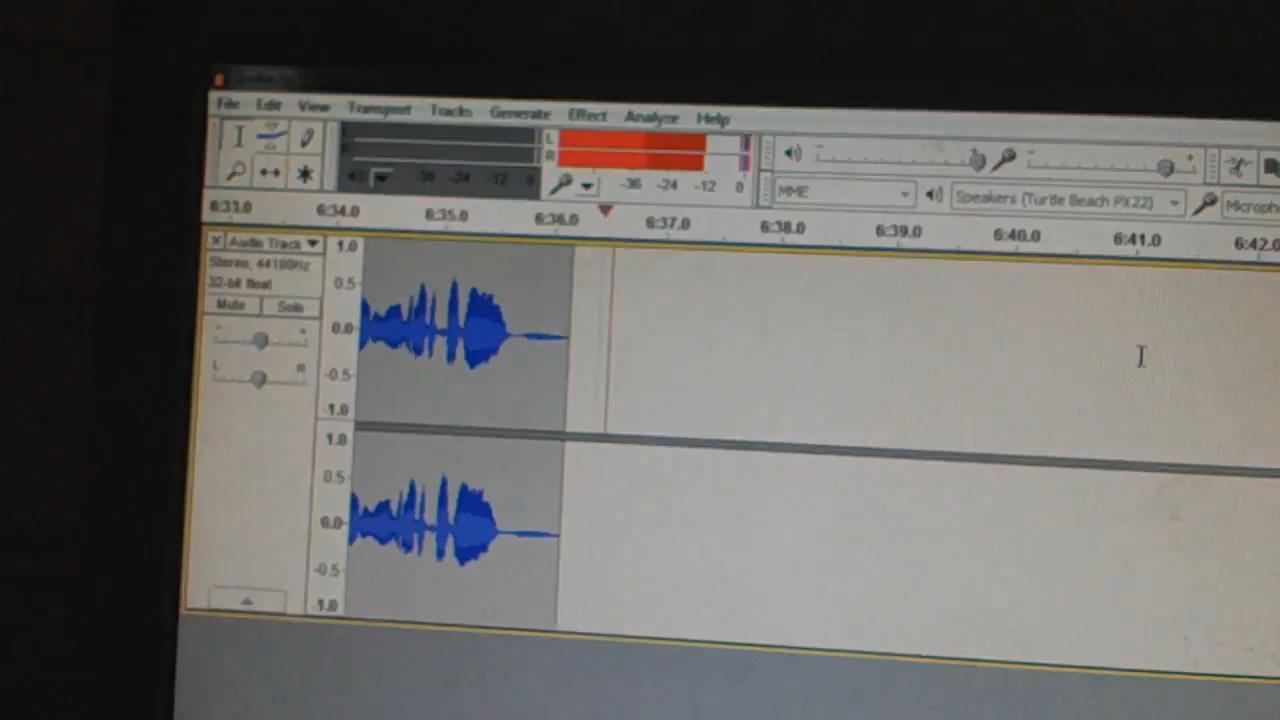 File Edit View Transport Tracks Generate Effect Analyze Help
L
R
-36 -24 -12 0 -36 -24 -12 0
MME Speakers (Turtle Beach PX22)
6:33.0 6:34.0 6:35.0 6:36.0 6:37.0 6:38.0 6:39.0 6:40.0 6:41.0 6:42.0
X Audio Track 1.0
Stereo, 44100Hz
32-bit float 0.5
Mute Solo
- + 0.0
L R
-0.5
-1.0
1.0
0.5
0.0
-0.5
1.0